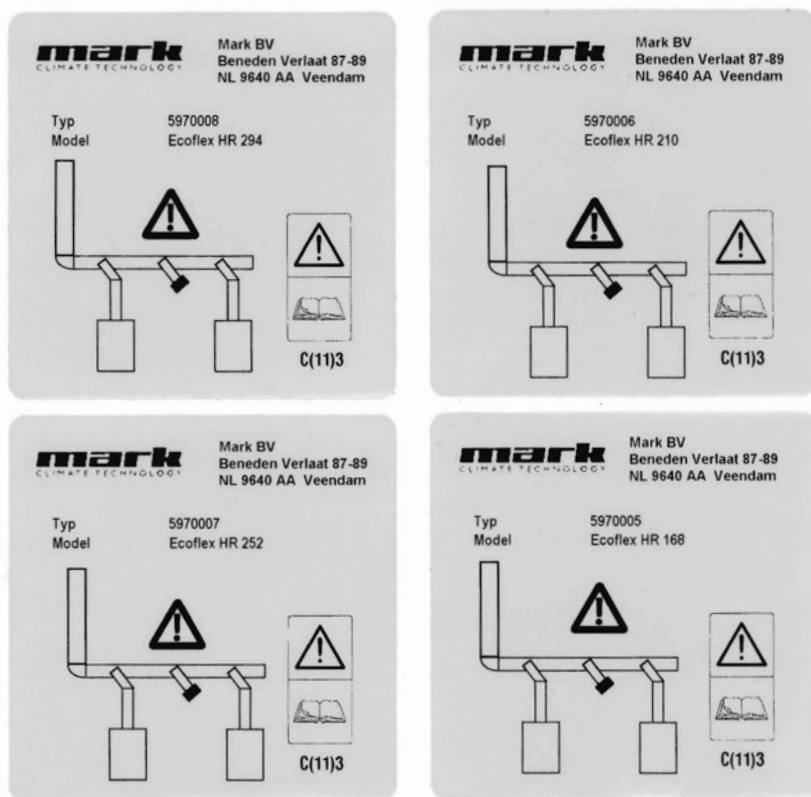 mark
CLIMATE TECHNOLOGY
Mark BV
Beneden Verlaat 87-89
NL 9640 AA Veendam
Typ 5970008
Model Ecoflex HR 294
C(11)3
mark
CLIMATE TECHNOLOGY
Mark BV
Beneden Verlaat 87-89
NL 9640 AA Veendam
Typ 5970006
Model Ecoflex HR 210
C(11)3
mark
CLIMATE TECHNOLOGY
Mark BV
Beneden Verlaat 87-89
NL 9640 AA Veendam
Typ 5970007
Model Ecoflex HR 252
C(11)3
mark
CLIMATE TECHNOLOGY
Mark BV
Beneden Verlaat 87-89
NL 9640 AA Veendam
Typ 5970005
Model Ecoflex HR 168
C(11)3